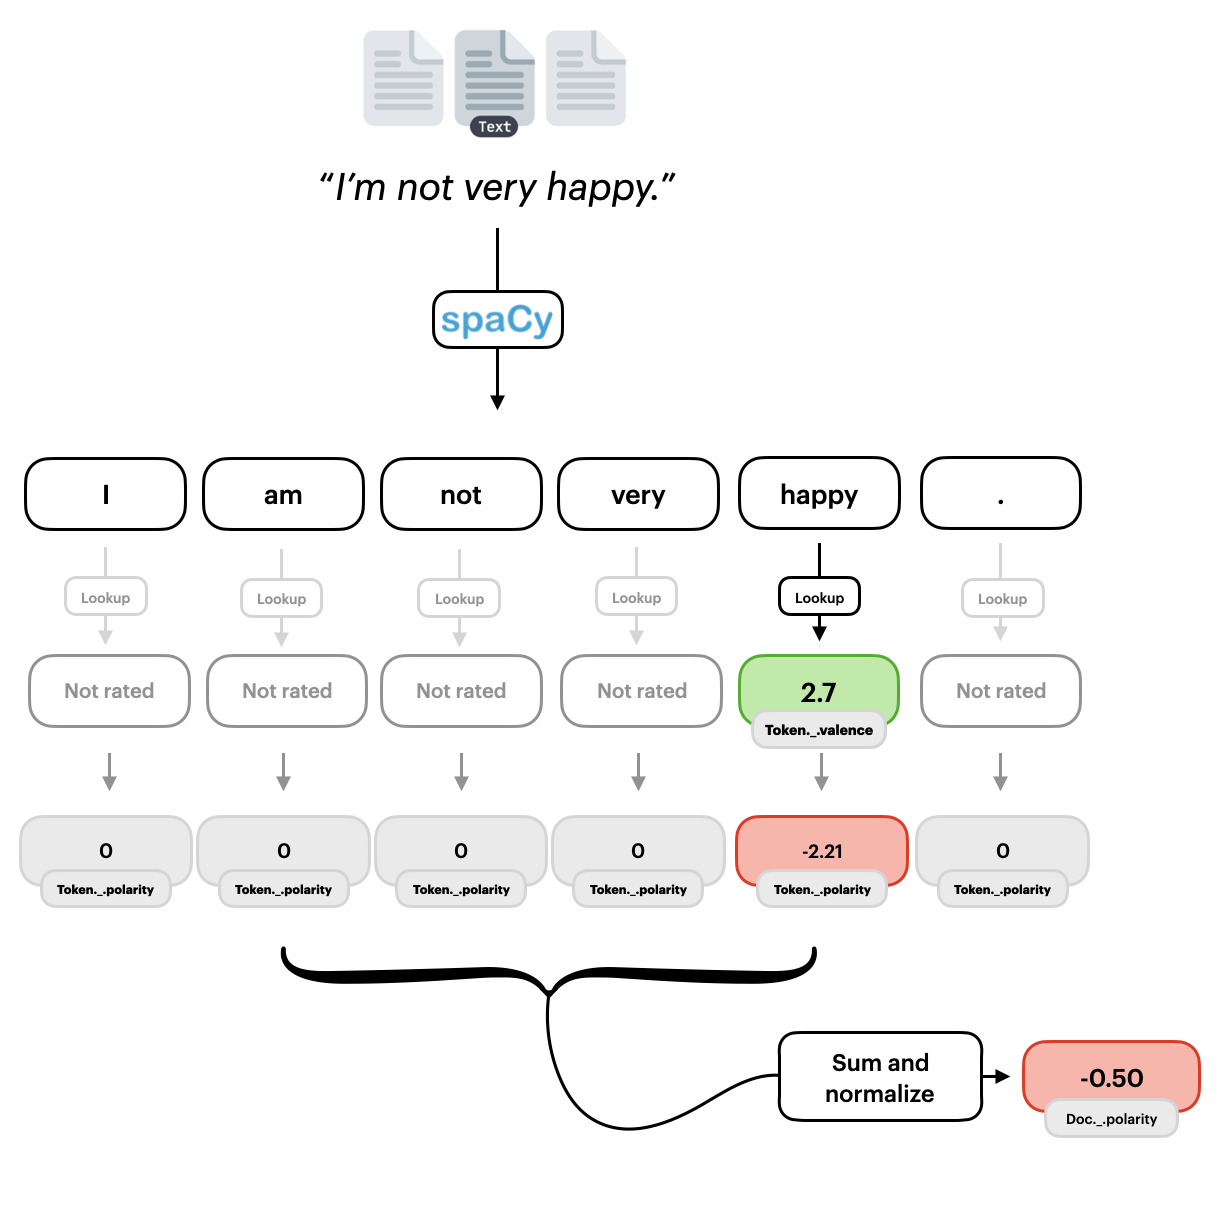 Text
“I’m not very happy.”
spaCy
I am not very happy .
Lookup Lookup Lookup Lookup Lookup Lookup
Not rated Not rated Not rated Not rated 2.7 Not rated
Token._.valence
0 0 0 0 -2.21 0
Token._.polarity Token._.polarity Token._.polarity Token._.polarity Token._.polarity Token._.polarity
Sum and
normalize
-0.50
Doc._.polarity